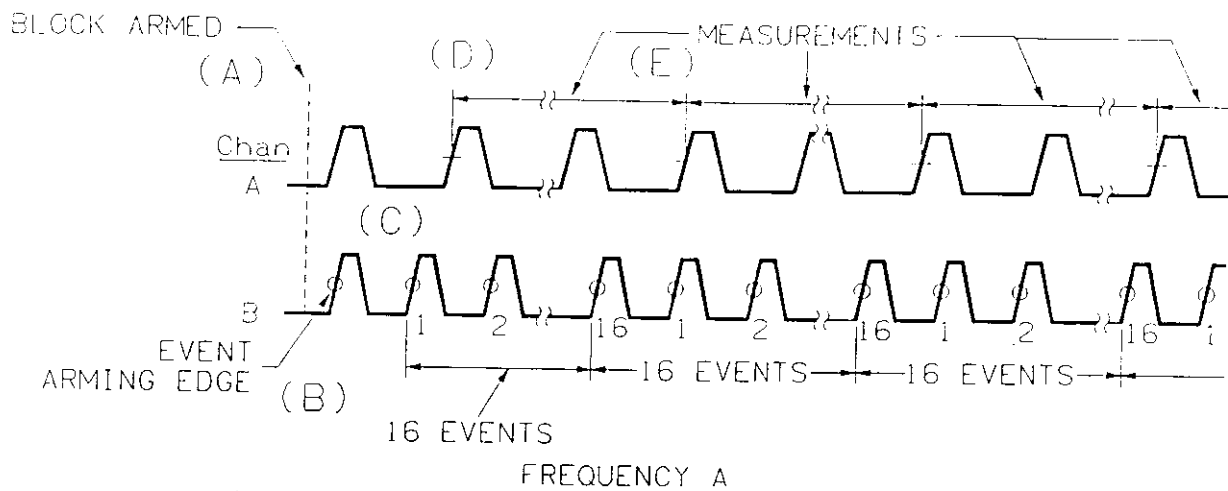 BLOCK ARMED
(A)
(D)
(E)
MEASUREMENTS
Chan
A
(C)
B
1 2 16 1 2 16 1 2 16 1
EVENT
ARMING EDGE
(B)
16 EVENTS
16 EVENTS
16 EVENTS
FREQUENCY A